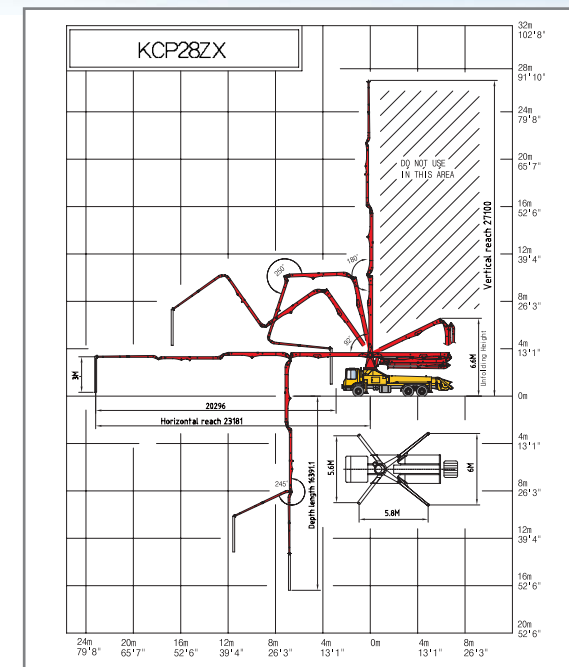 KCP28ZX
32m
102'8"
28m
91'10"
24m
79'8"
20m
65'7"
16m
52'6"
12m
39'4"
8m
26'3"
4m
13'1"
0m
4m
13'1"
8m
26'3"
12m
39'4"
16m
52'6"
20m
52'6"
DO NOT USE
IN THIS AREA
Vertical reach 27100
180°
250°
92°
6.6M
Unfolding Height
3M
20296
Horizontal reach 23181
245°
Depth length 16391.1
5.6M
6M
5.8M
24m
79'8"
20m
65'7"
16m
52'6"
12m
39'4"
8m
26'3"
4m
13'1"
0m
4m
13'1"
8m
26'3"